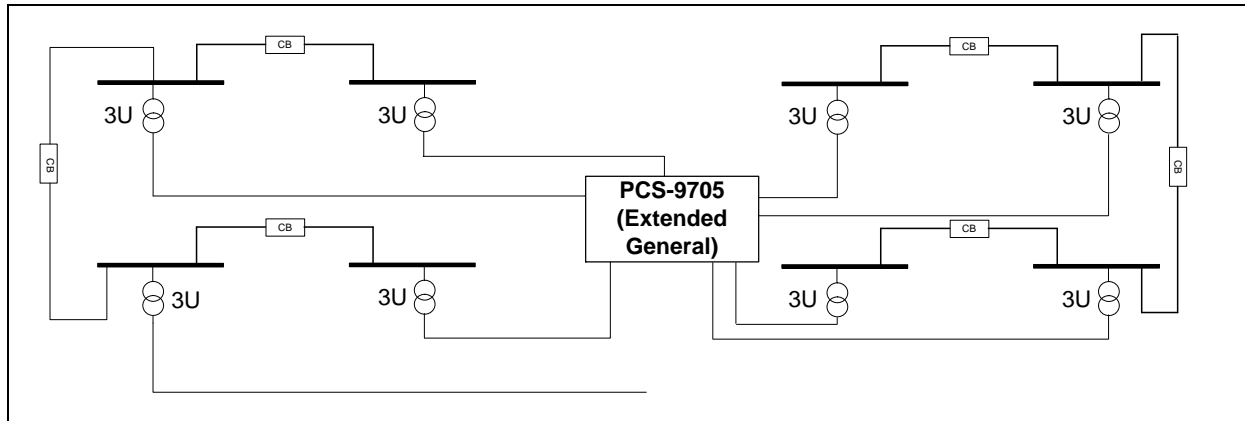 CB
CB
3U
3U
3U
3U
CB
CB
PCS-9705
(Extended
General)
CB
CB
3U
3U
3U
3U